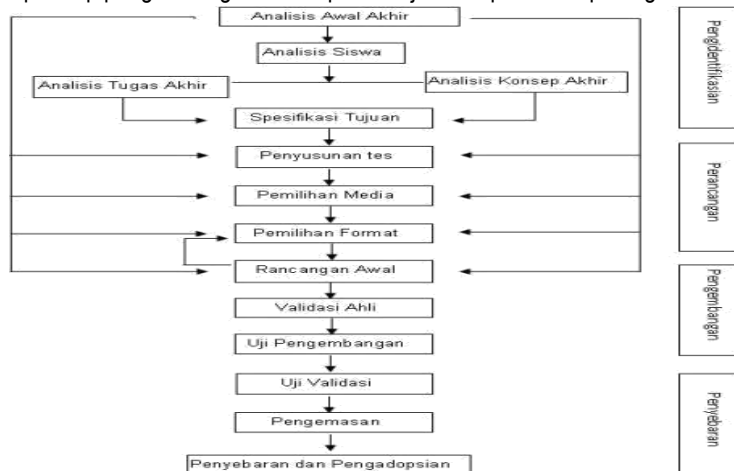 Analisis Awal Akhir
Analisis Siswa
Analisis Tugas Akhir
Analisis Konsep Akhir
Spesifikasi Tujuan
Penyusunan tes
Pemilihan Media
Pemilihan Format
Rancangan Awal
Validasi Ahli
Uji Pengembangan
Uji Validasi
Pengemasan
Penyebaran dan Pengadopsian
Pengidentifikasian
Perancangan
Pengembangan
Penyebaran